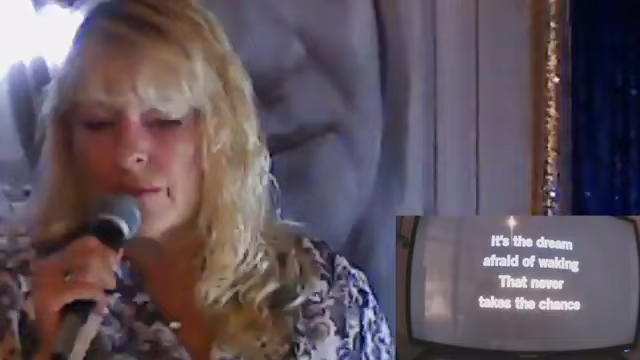 It's the dream
afraid of waking
That never
takes the chance